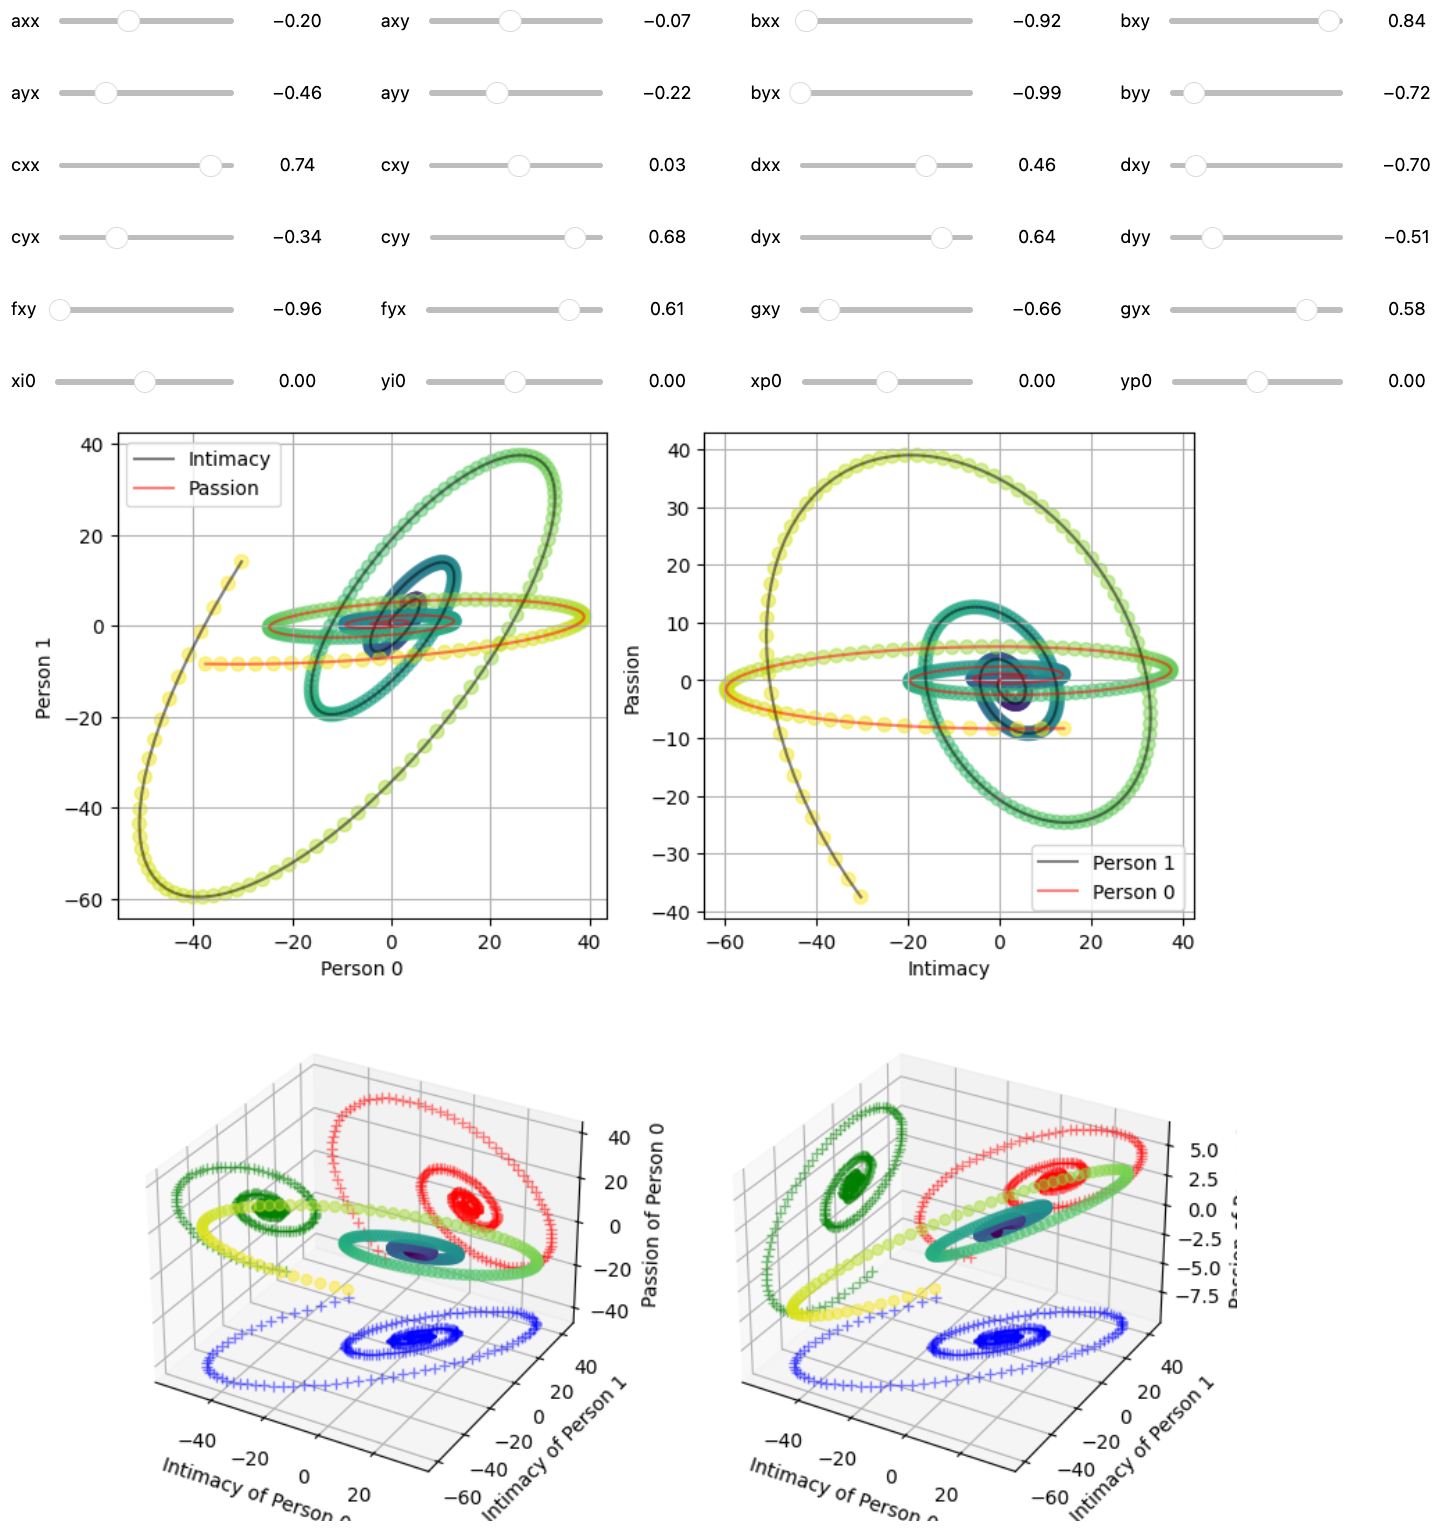 axx −0.20 axy −0.07 bxx −0.92 bxy 0.84
ayx −0.46 ayy −0.22 byx −0.99 byy −0.72
cxx 0.74 cxy 0.03 dxx 0.46 dxy −0.70
cyx −0.34 cyy 0.68 dyx 0.64 dyy −0.51
fxy −0.96 fyx 0.61 gxy −0.66 gyx 0.58
xi0 0.00 yi0 0.00 xp0 0.00 yp0 0.00
Intimacy
Passion
40
20
0
−20
−40
−60
Person 1
−40 −20 0 20 40
Person 0
40
30
20
10
0
−10
−20
−30
−40
Passion
Person 1
Person 0
−60 −40 −20 0 20 40
Intimacy
40
20
0
−20
−40
Passion of Person 0
40
20
0
−20
−40
−60
Intimacy of Person 1
−40
−20
0
20
Intimacy of Person 0
5.0
2.5
0.0
−2.5
−5.0
−7.5
40
20
0
−20
−40
−60
Intimacy of Person 1
−40
−20
0
20
Intimacy of Person